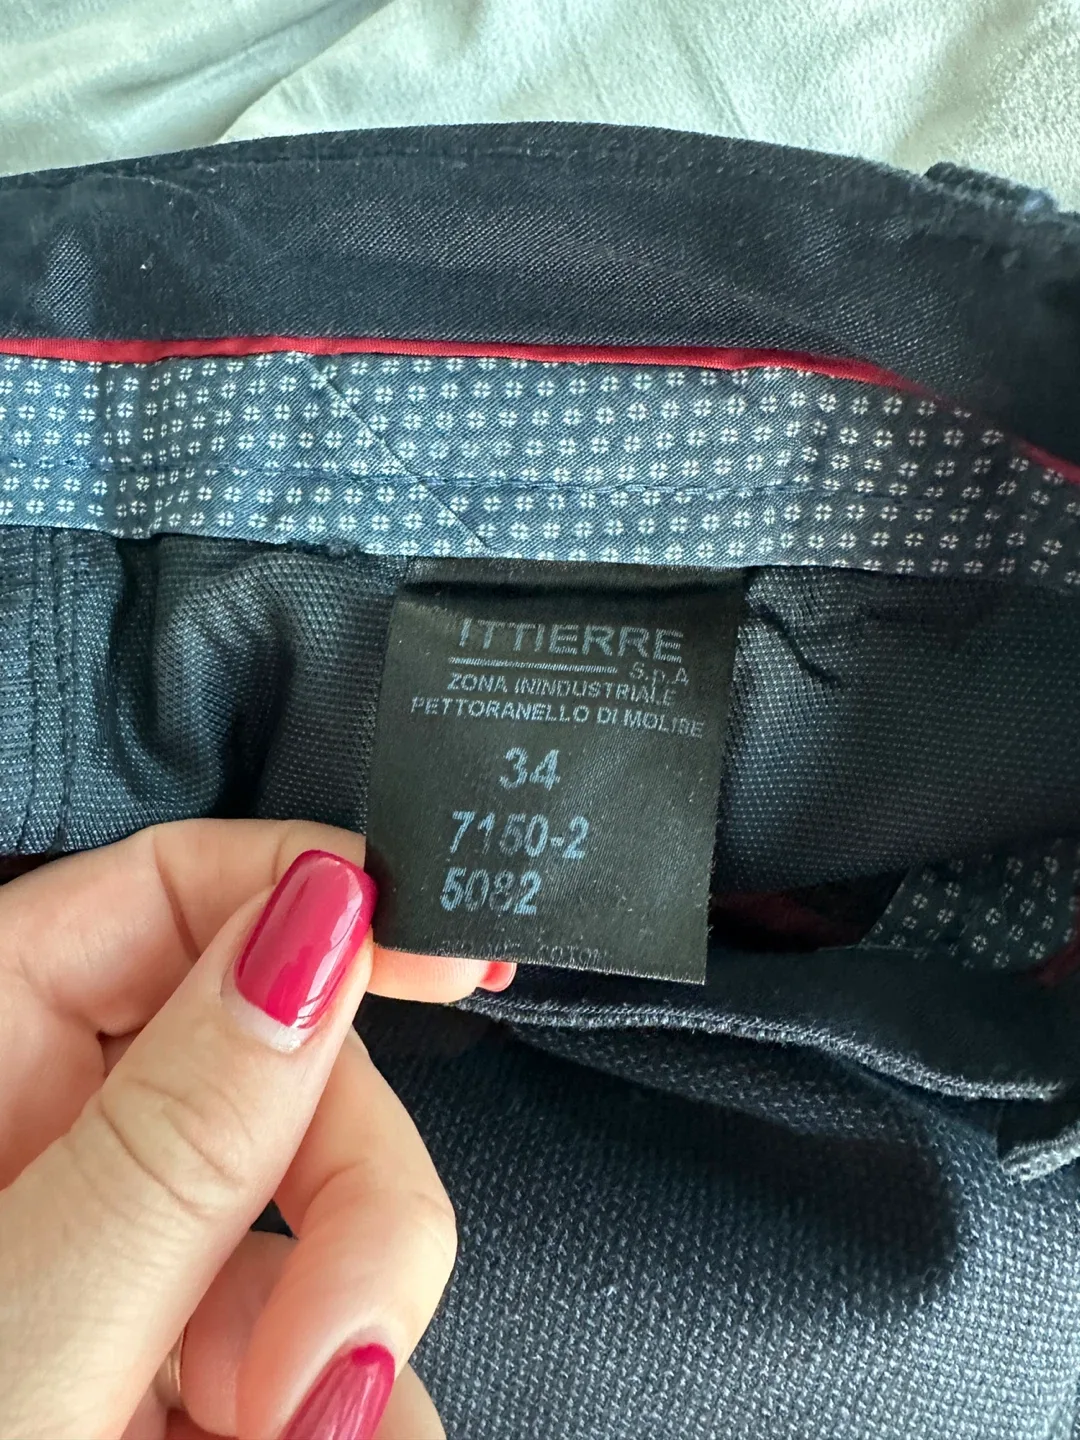 ITTIERRE
S.p.A
ZONA ININDUSTRIALE
PETTORANELLO DI MOLISE
34
7150-2
5082